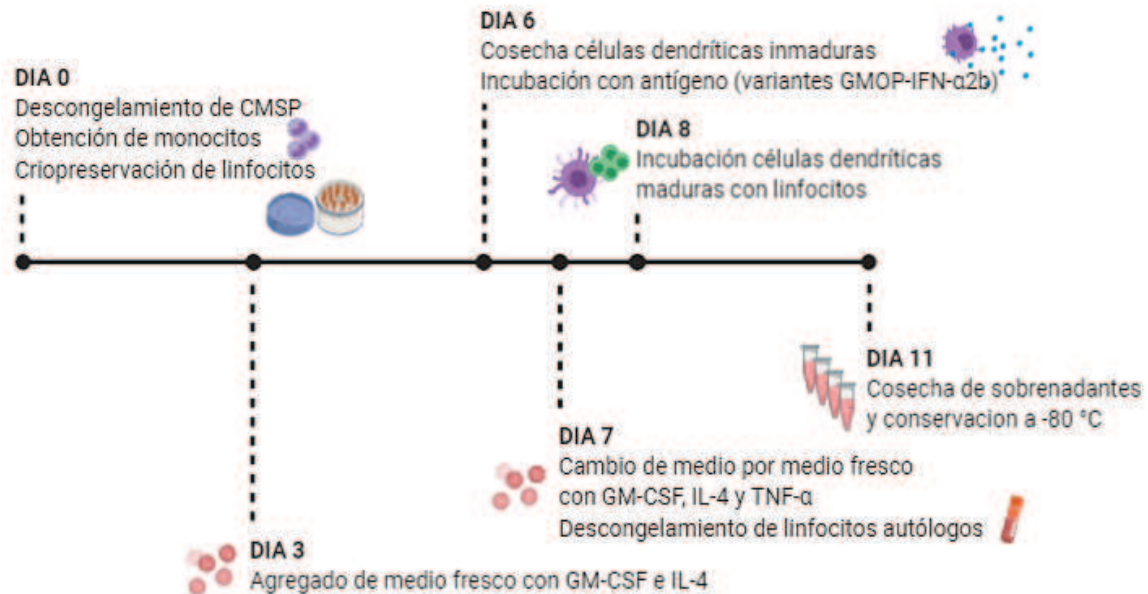 DIA 0
Descongelamiento de CMSP
Obtención de monocitos
Criopreservación de linfocitos
DIA 3
Agregado de medio fresco con GM-CSF e IL-4
DIA 6
Cosecha células dendríticas inmaduras
Incubación con antígeno (variantes GMOP-IFN-α2b)
DIA 7
Cambio de medio por medio fresco
con GM-CSF, IL-4 y TNF-α
Descongelamiento de linfocitos autólogos
DIA 8
Incubación células dendríticas
maduras con linfocitos
DIA 11
Cosecha de sobrenadantes
y conservacion a -80 °C